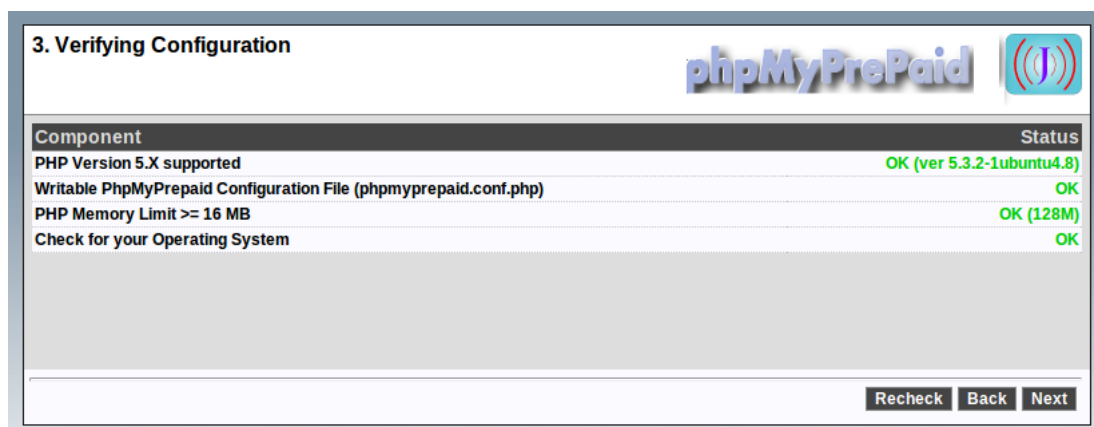 3. Verifying Configuration
phpMyPrePaid
((J))
Component Status
PHP Version 5.X supported OK (ver 5.3.2-1ubuntu4.8)
Writable PhpMyPrepaid Configuration File (phpmyprepaid.conf.php) OK
PHP Memory Limit >= 16 MB OK (128M)
Check for your Operating System OK
Recheck Back Next